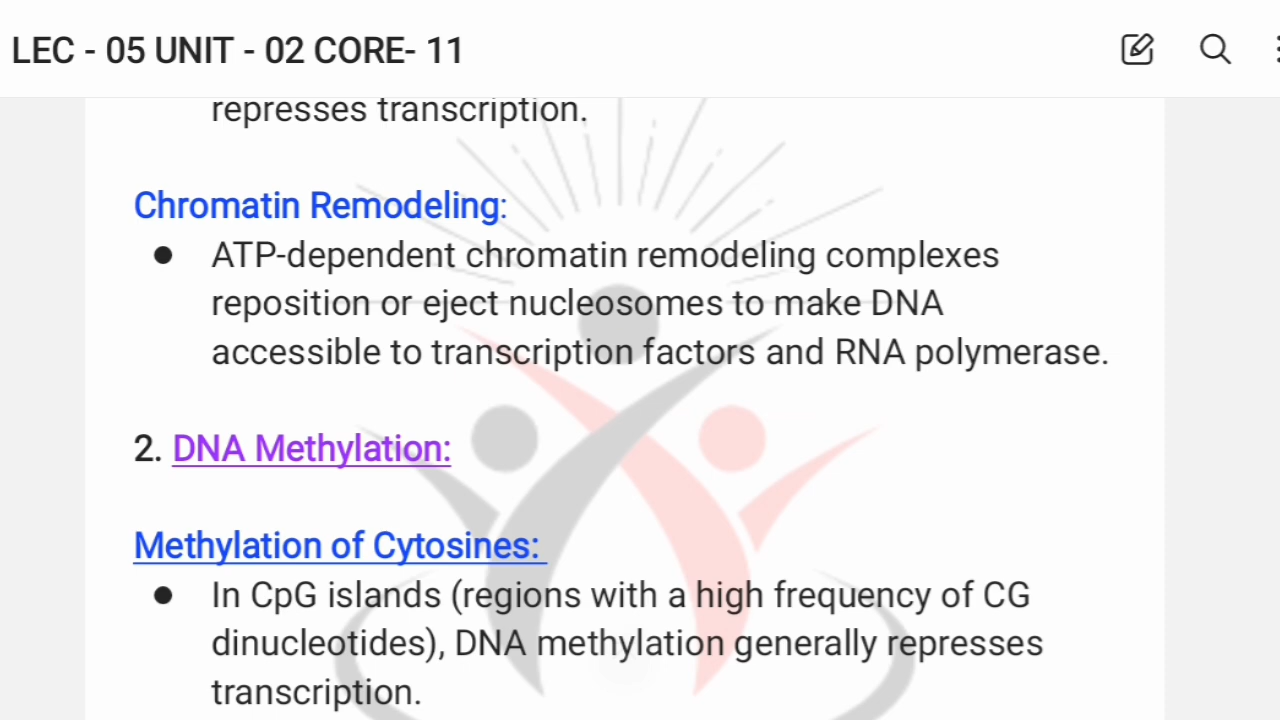 LEC - 05 UNIT - 02 CORE- 11
represses transcription.
Chromatin Remodeling:
● ATP-dependent chromatin remodeling complexes
reposition or eject nucleosomes to make DNA
accessible to transcription factors and RNA polymerase.
2. DNA Methylation:
Methylation of Cytosines:
● In CpG islands (regions with a high frequency of CG
dinucleotides), DNA methylation generally represses
transcription.